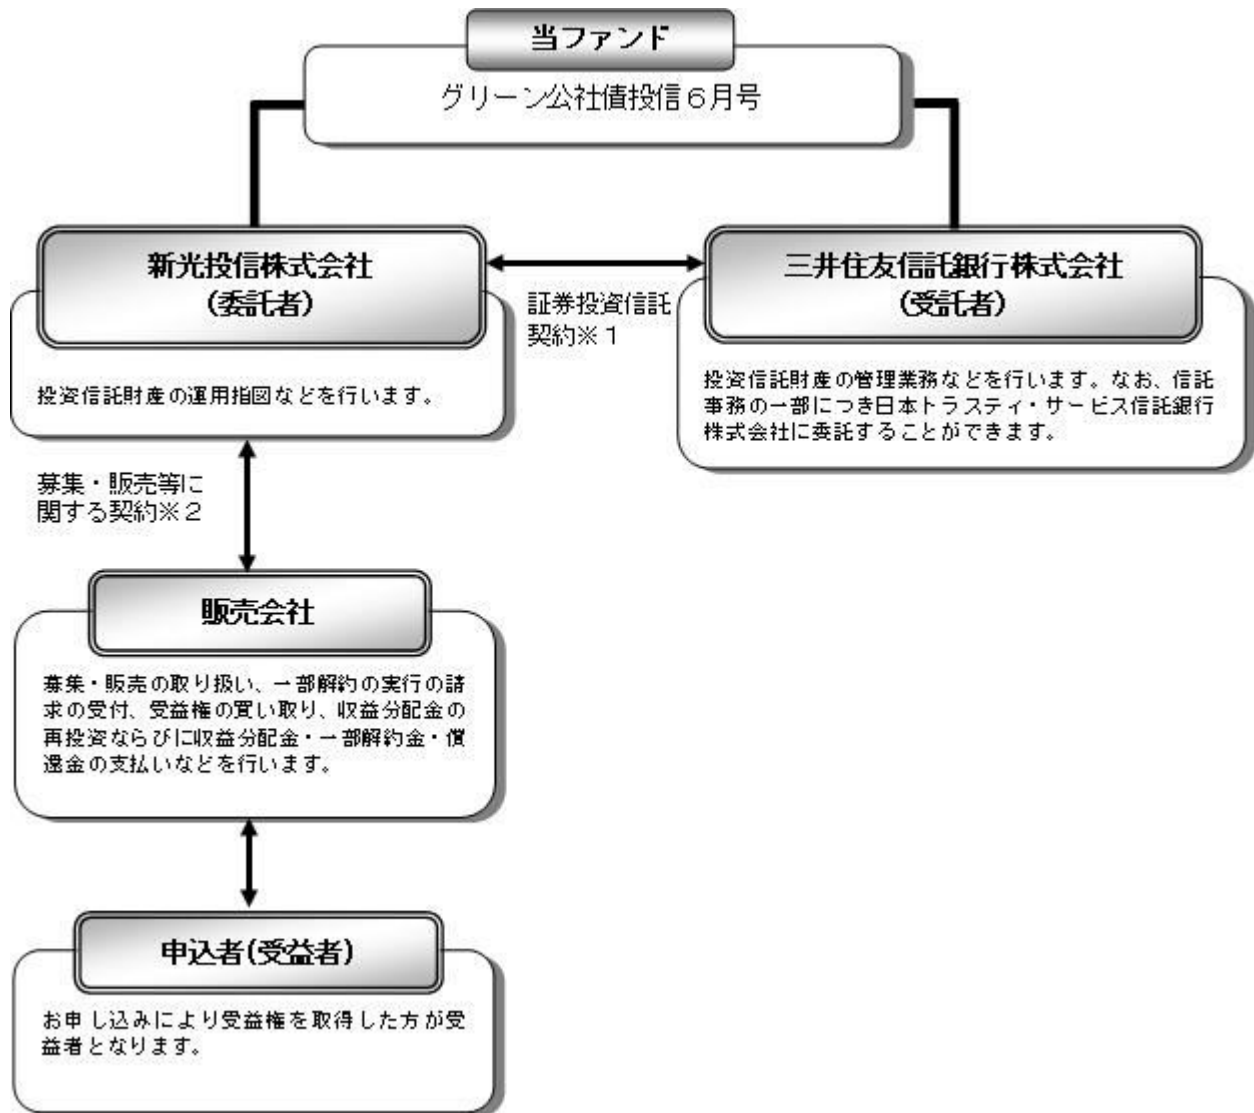 当ファンド
グリーン公社債投信６月号
新光投信株式会社
(委託者)
投資信託財産の運用指図などを行います。
証券投資信託
契約※１
三井住友信託銀行株式会社
(受託者)
投資信託財産の管理業務などを行います。なお、信託
事務の一部につき日本トラスティ・サービス信託銀行
株式会社に委託することができます。
募集・販売等に
関する契約※２
販売会社
募集・販売の取り扱い、一部解約の実行の請
求の受付、受益権の買い取り、収益分配金の
再投資ならびに収益分配金・一部解約金・償
還金の支払いなどを行います。
申込者(受益者)
お申し込みにより受益権を取得した方が受
益者となります。